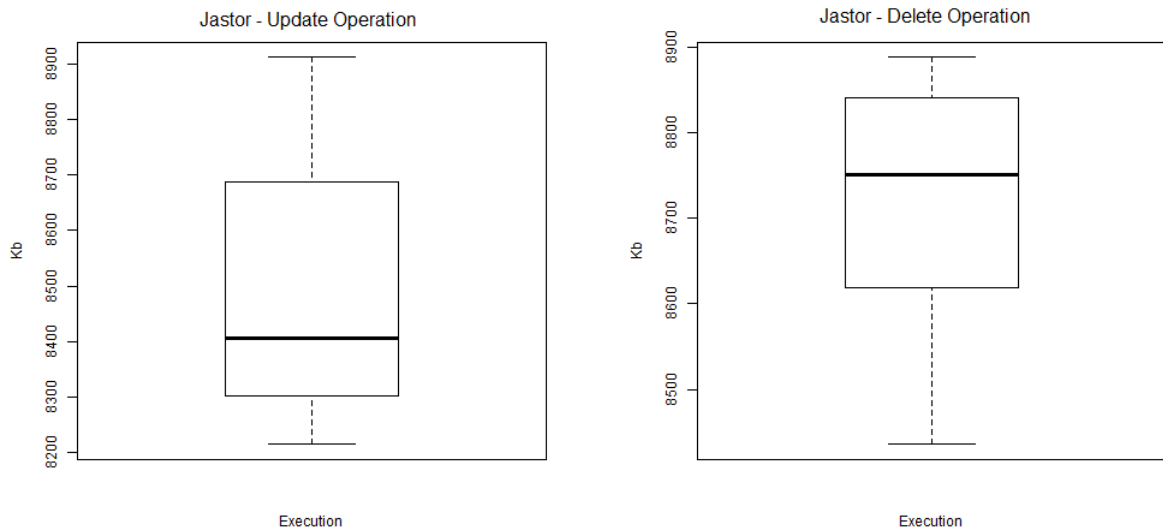 Jastor - Update Operation
8900
8800
8700
8600
8500
8400
8300
8200
Kb
Execution
Jastor - Delete Operation
8900
8800
8700
8600
8500
Kb
Execution